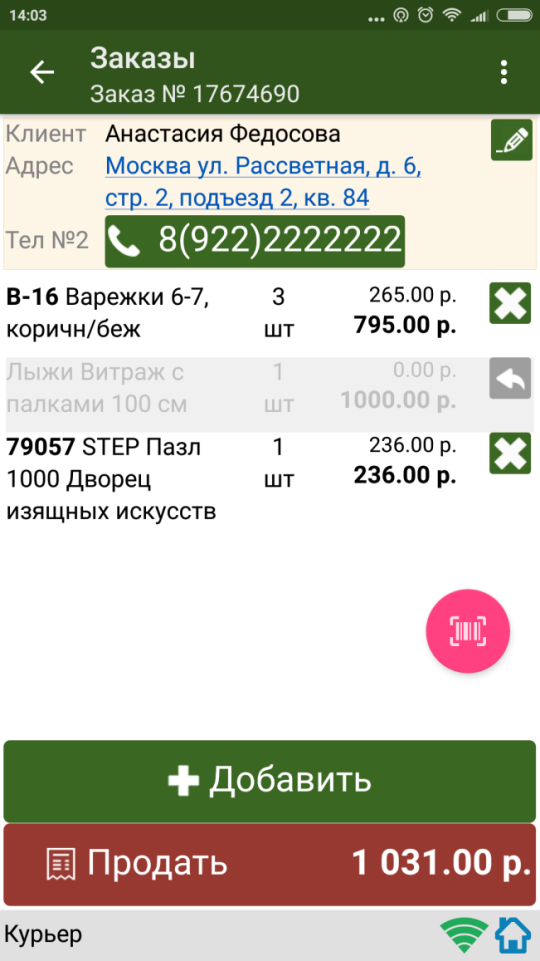 14:03
Заказы
Заказ № 17674690
Клиент Анастасия Федосова
Адрес Москва ул. Рассветная, д. 6,
стр. 2, подъезд 2, кв. 84
Тел №2 8(922)2222222
B-16 Варежки 6-7, 3 265.00 р.
коричн/беж шт 795.00 р.
Лыжи Витраж с 1 0.00 р.
палками 100 см шт 1000.00 р.
79057 STEP Пазл 1 236.00 р.
1000 Дворец шт 236.00 р.
изящных искусств
Добавить
Продать 1 031.00 р.
Курьер